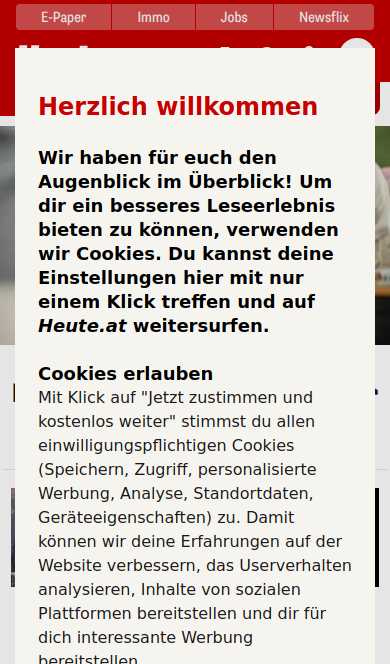 E-Paper Immo Jobs Newsflix
Herzlich willkommen
Wir haben für euch den
Augenblick im Überblick! Um
dir ein besseres Leseerlebnis
bieten zu können, verwenden
wir Cookies. Du kannst deine
Einstellungen hier mit nur
einem Klick treffen und auf
Heute.at weitersurfen.
Cookies erlauben
Mit Klick auf "Jetzt zustimmen und
kostenlos weiter" stimmst du allen
einwilligungspflichtigen Cookies
(Speichern, Zugriff, personalisierte
Werbung, Analyse, Standortdaten,
Geräteeigenschaften) zu. Damit
können wir deine Erfahrungen auf der
Website verbessern, das Userverhalten
analysieren, Inhalte von sozialen
Plattformen bereitstellen und dir für
dich interessante Werbung
bereitstellen